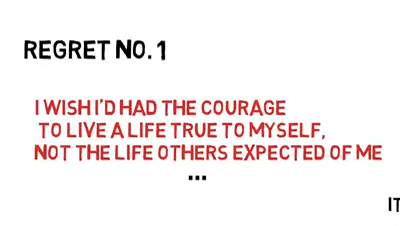 REGRET NO. 1
I WISH I'D HAD THE COURAGE
TO LIVE A LIFE TRUE TO MYSELF,
NOT THE LIFE OTHERS EXPECTED OF ME
...
IT